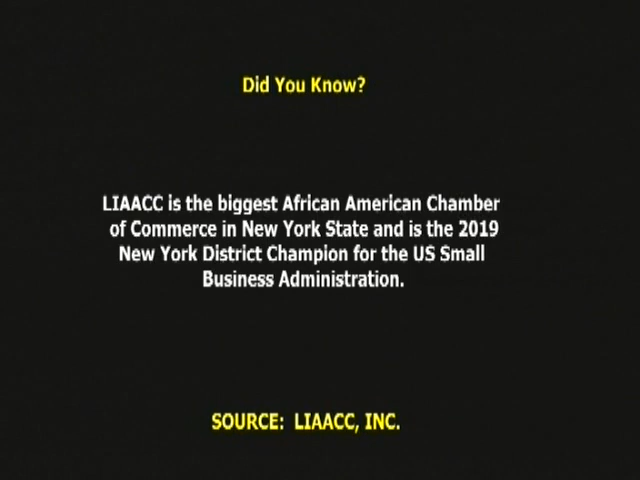 Did You Know?
LIAACC is the biggest African American Chamber
of Commerce in New York State and is the 2019
New York District Champion for the US Small
Business Administration.
SOURCE: LIAACC, INC.